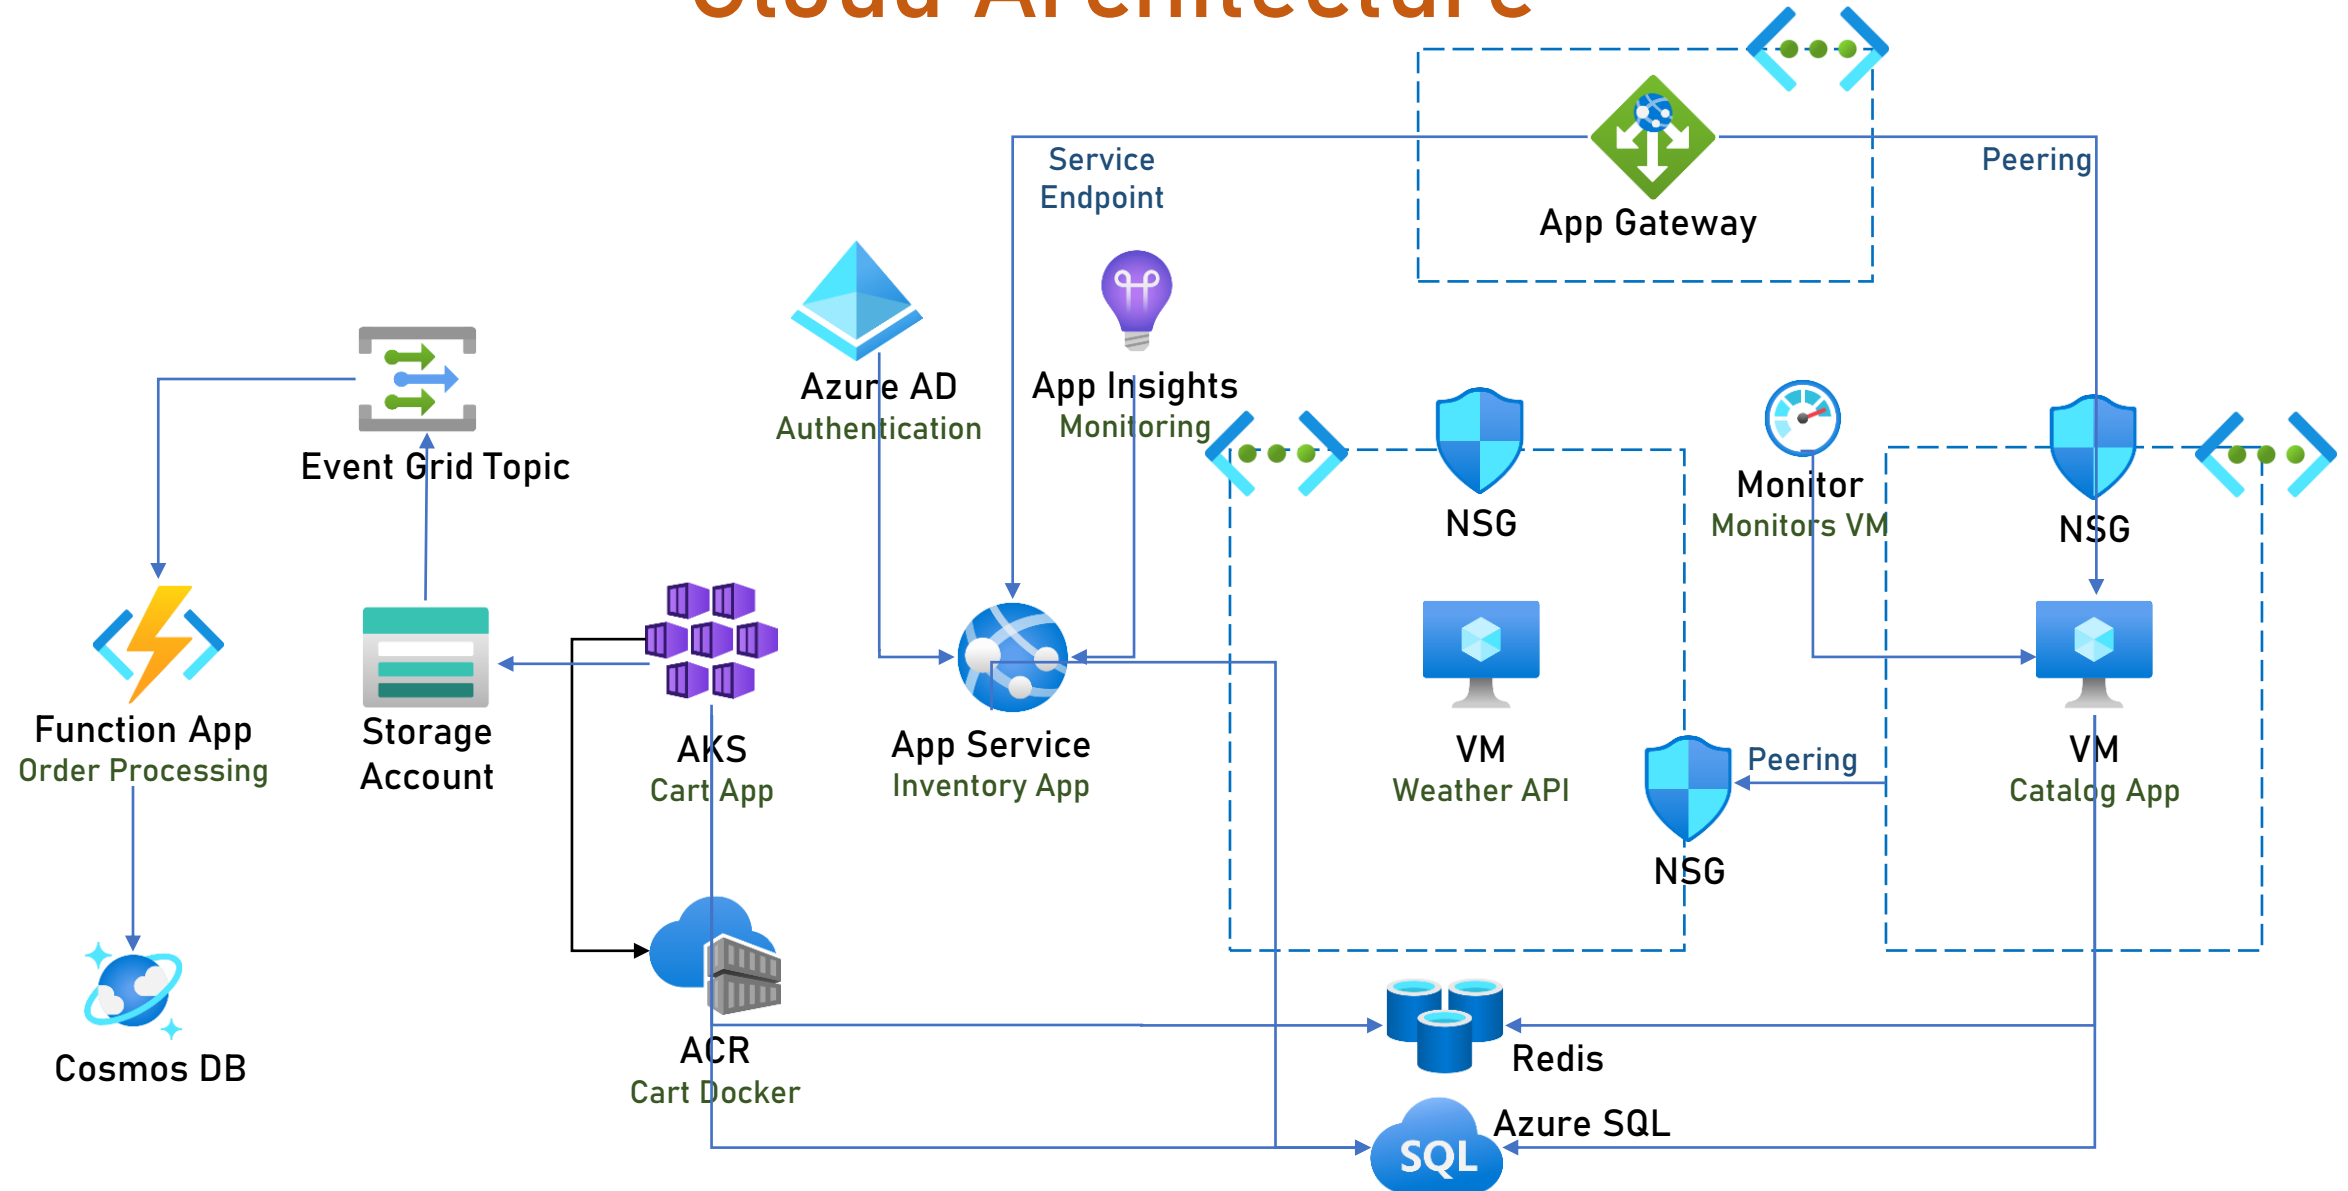 Cloud Architecture
Service
Endpoint
Peering
App Gateway
Azure AD
Authentication
App Insights
Monitoring
Event Grid Topic
NSG
Monitor
Monitors VM
NSG
Function App
Order Processing
Storage
Account
AKS
Cart App
App Service
Inventory App
VM
Weather API
Peering
VM
Catalog App
NSG
Cosmos DB
ACR
Cart Docker
Redis
Azure SQL
SQL